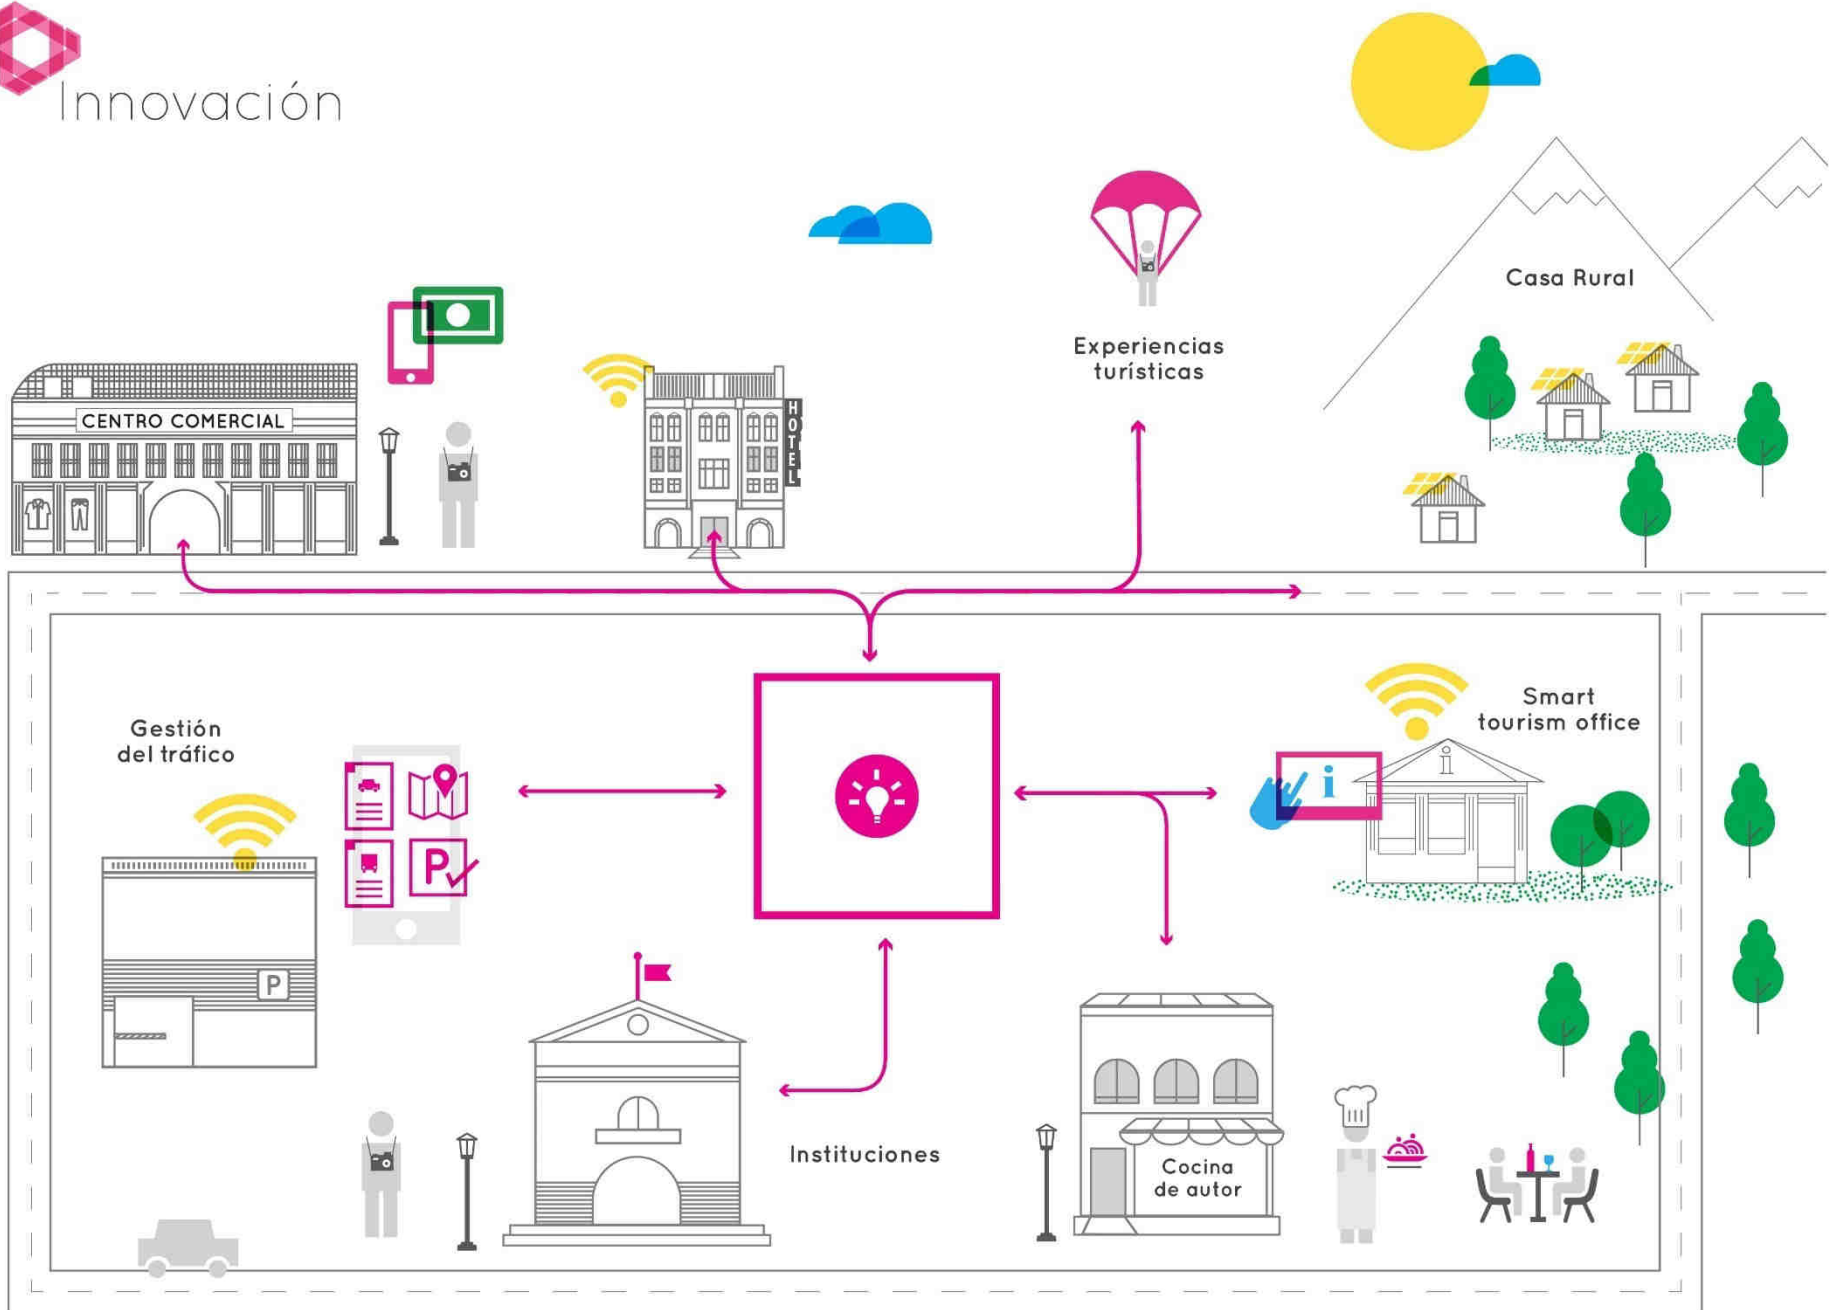 Innovación
Casa Rural
Experiencias
turísticas
CENTRO COMERCIAL
HOTEL
Smart
tourism office
Gestión
del tráfico
i
i
P
P
Instituciones
Cocina
de autor